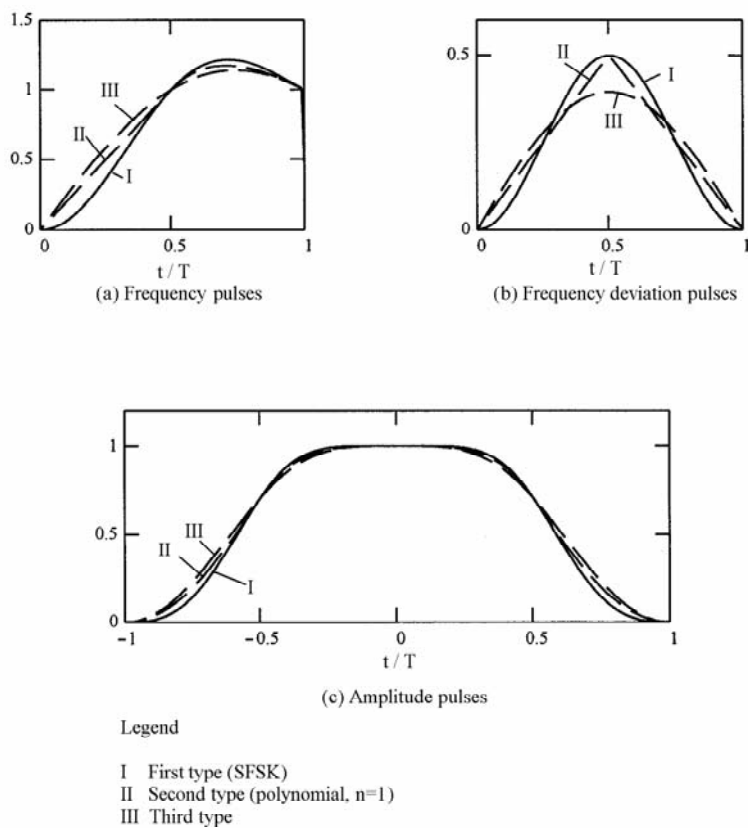 1.5
1
0.5
0
III
II
I
0
0.5
1
t / T
(a) Frequency pulses
0.5
0
II
I
III
0
0.5
1
t / T
(b) Frequency deviation pulses
1
0.5
0
III
II
I
−1
−0.5
0
0.5
1
t / T
(c) Amplitude pulses
Legend
I First type (SFSK)
II Second type (polynomial, n=1)
III Third type